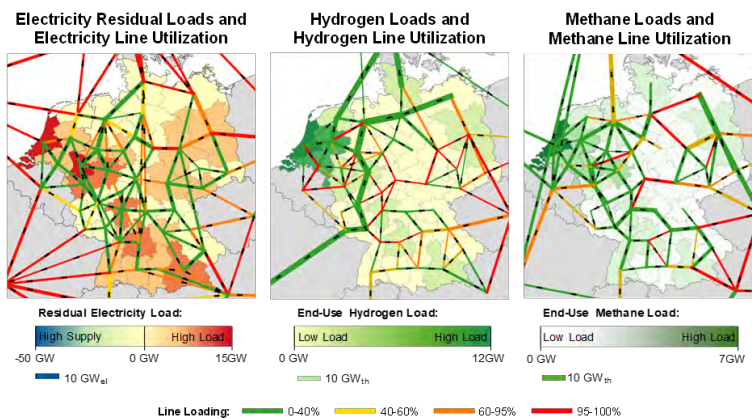 Electricity Residual Loads and
Electricity Line Utilization
Hydrogen Loads and
Hydrogen Line Utilization
Methane Loads and
Methane Line Utilization
Residual Electricity Load:
High Supply High Load
-50 GW 0 GW 15GW
10 GWel
End-Use Hydrogen Load:
Low Load High Load
0 GW 12GW
10 GWth
End-Use Methane Load:
Low Load High Load
0 GW 7GW
10 GWth
Line Loading: 0-40% 40-60% 60-95% 95-100%